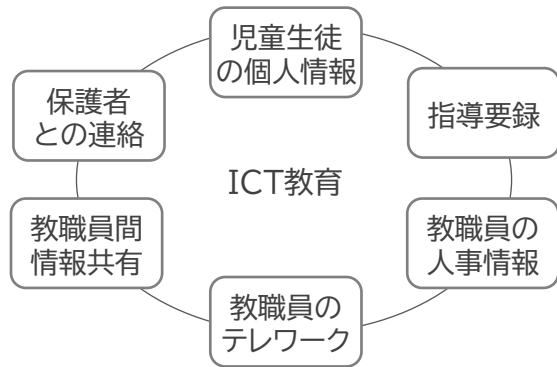 児童生徒
の個人情報
保護者
との連絡
指導要録
ICT教育
教職員間
情報共有
教職員の
人事情報
教職員の
テレワーク